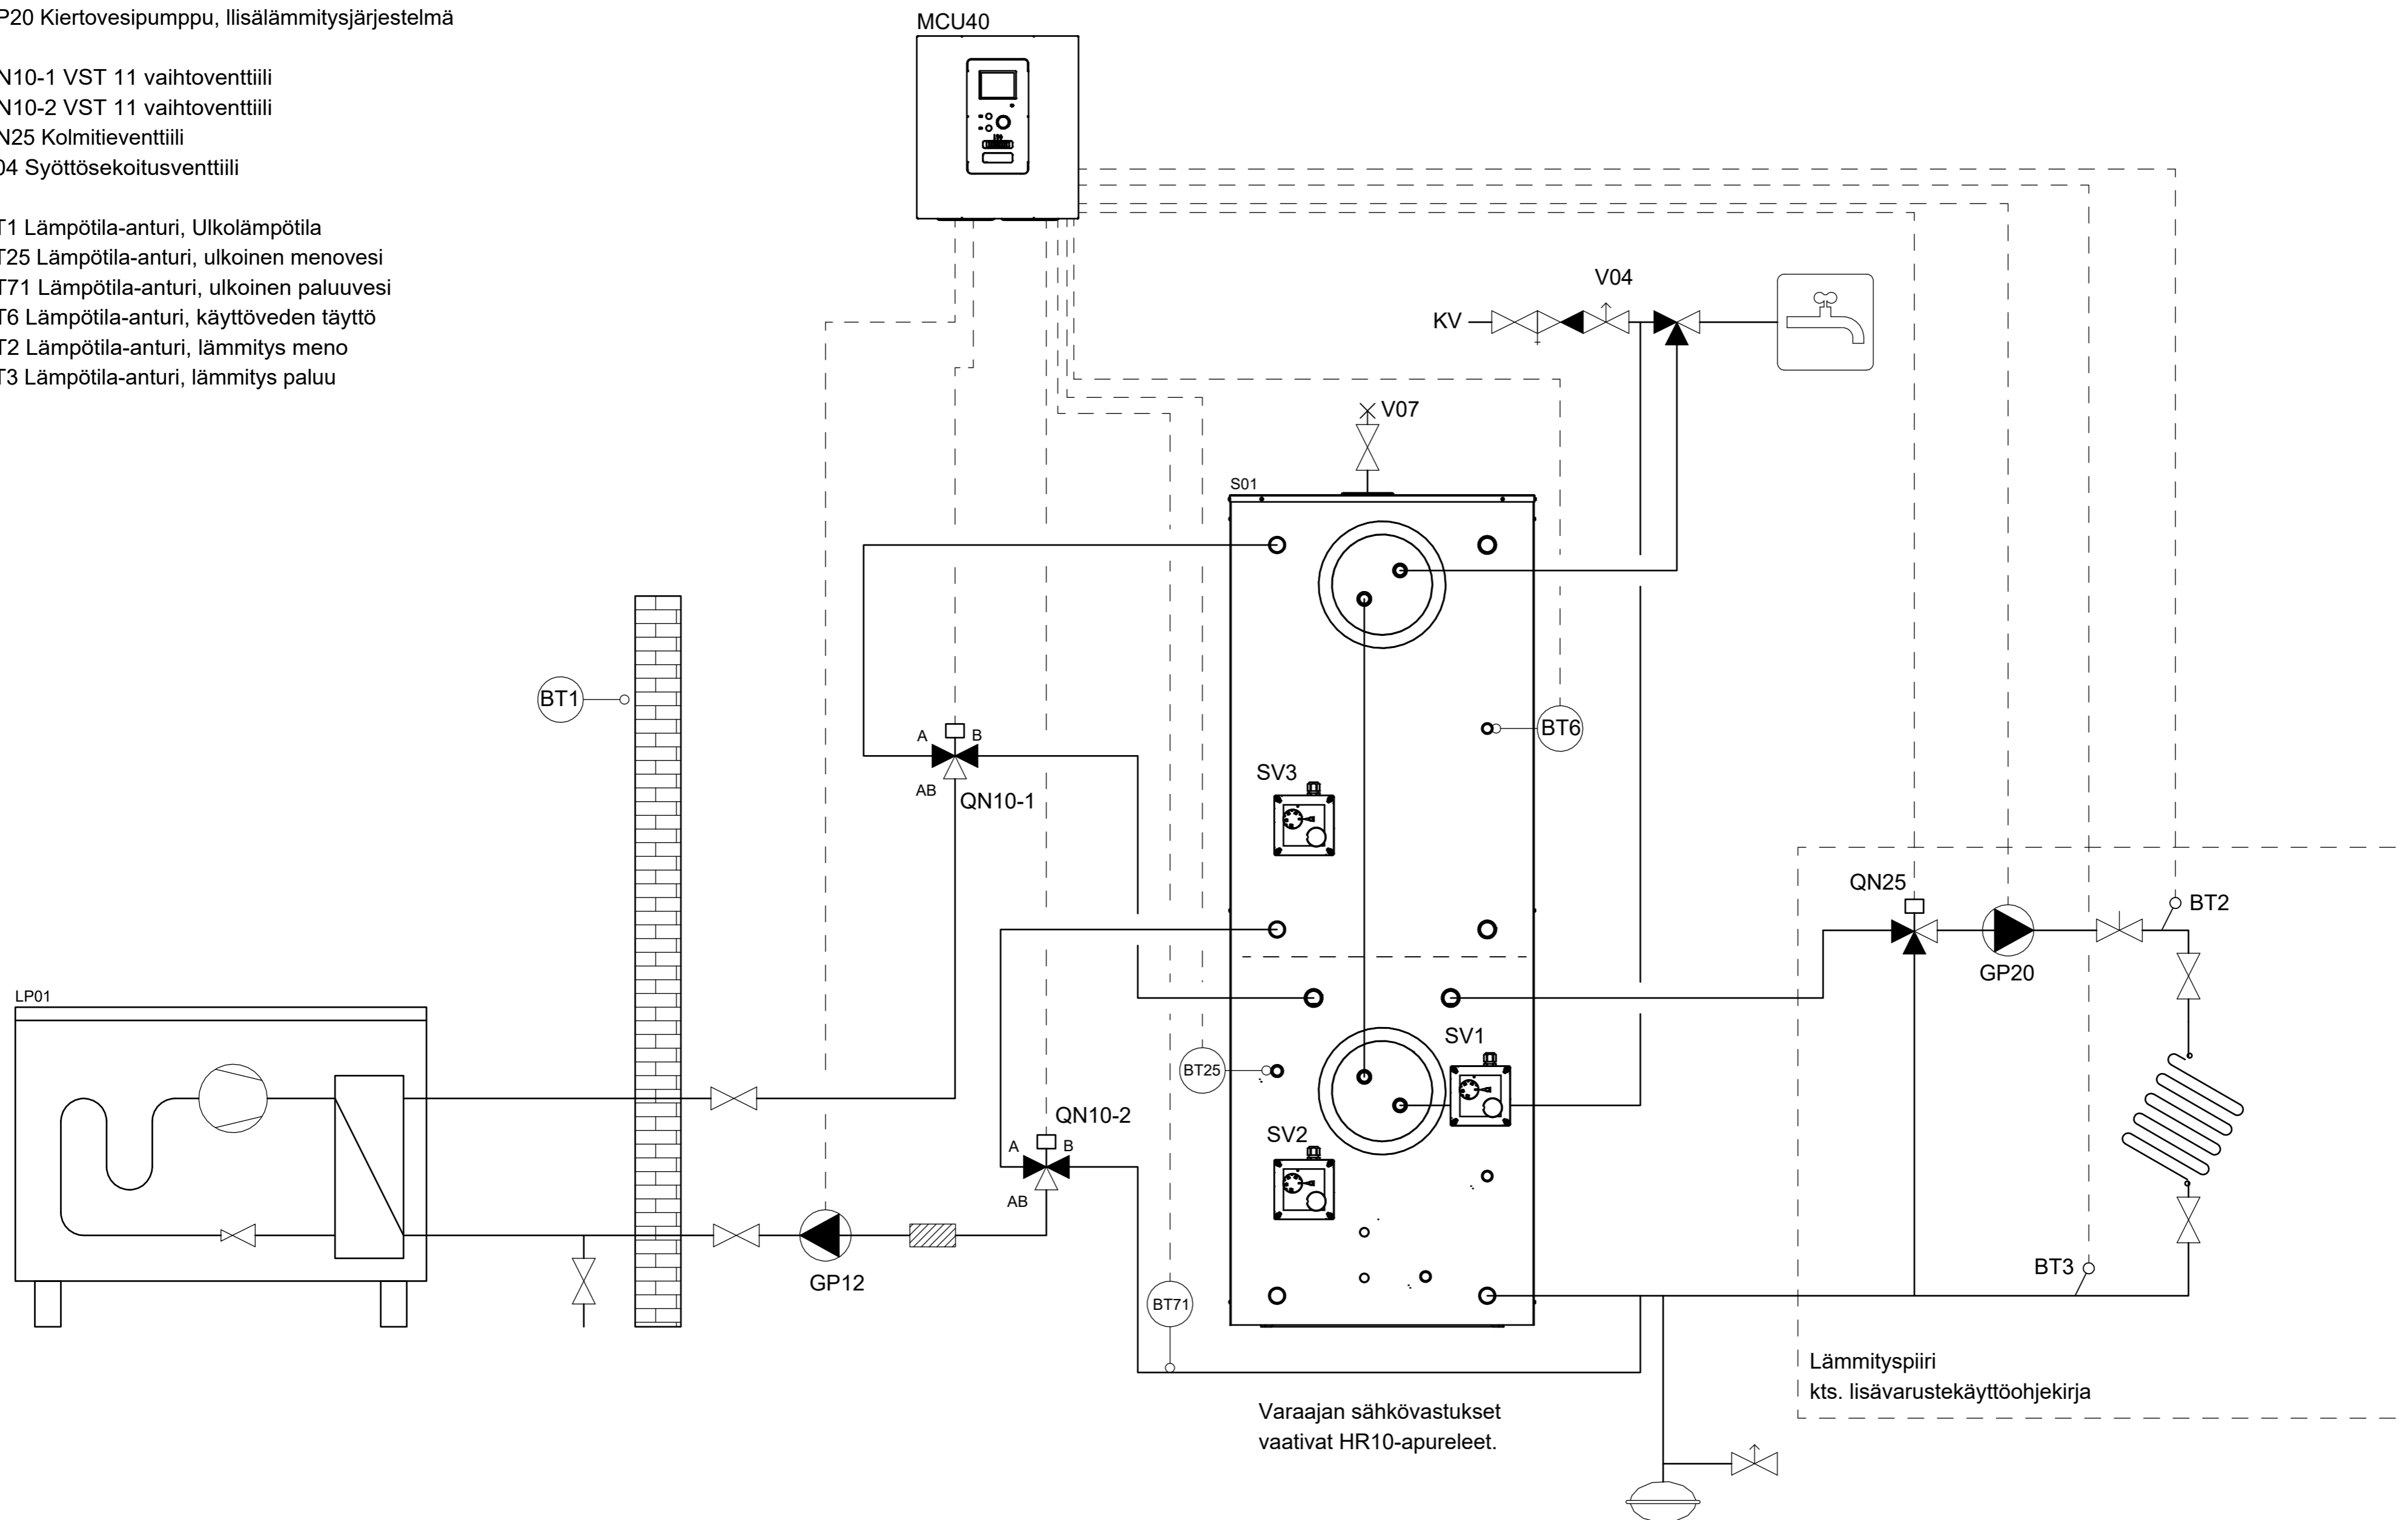 P20 Kiertovesipumppu, llisälämmitysjärjestelmä
N10-1 VST 11 vaihtoventtiili
N10-2 VST 11 vaihtoventtiili
N25 Kolmitieventtiili
04 Syöttösekoitusventtiili
T1 Lämpötila-anturi, Ulkolämpötila
T25 Lämpötila-anturi, ulkoinen menovesi
T71 Lämpötila-anturi, ulkoinen paluuvesi
T6 Lämpötila-anturi, käyttöveden täyttö
T2 Lämpötila-anturi, lämmitys meno
T3 Lämpötila-anturi, lämmitys paluu
MCU40
V04
KV
V07
S01
BT1
BT6
A B
AB
QN10-1
SV3
QN25
BT2
GP20
LP01
SV1
BT25
QN10-2
A B
AB
SV2
GP12
BT3
BT71
Lämmityspiiri
kts. lisävarustekäyttöohjekirja
Varaajan sähkövastukset
vaativat HR10-apureleet.